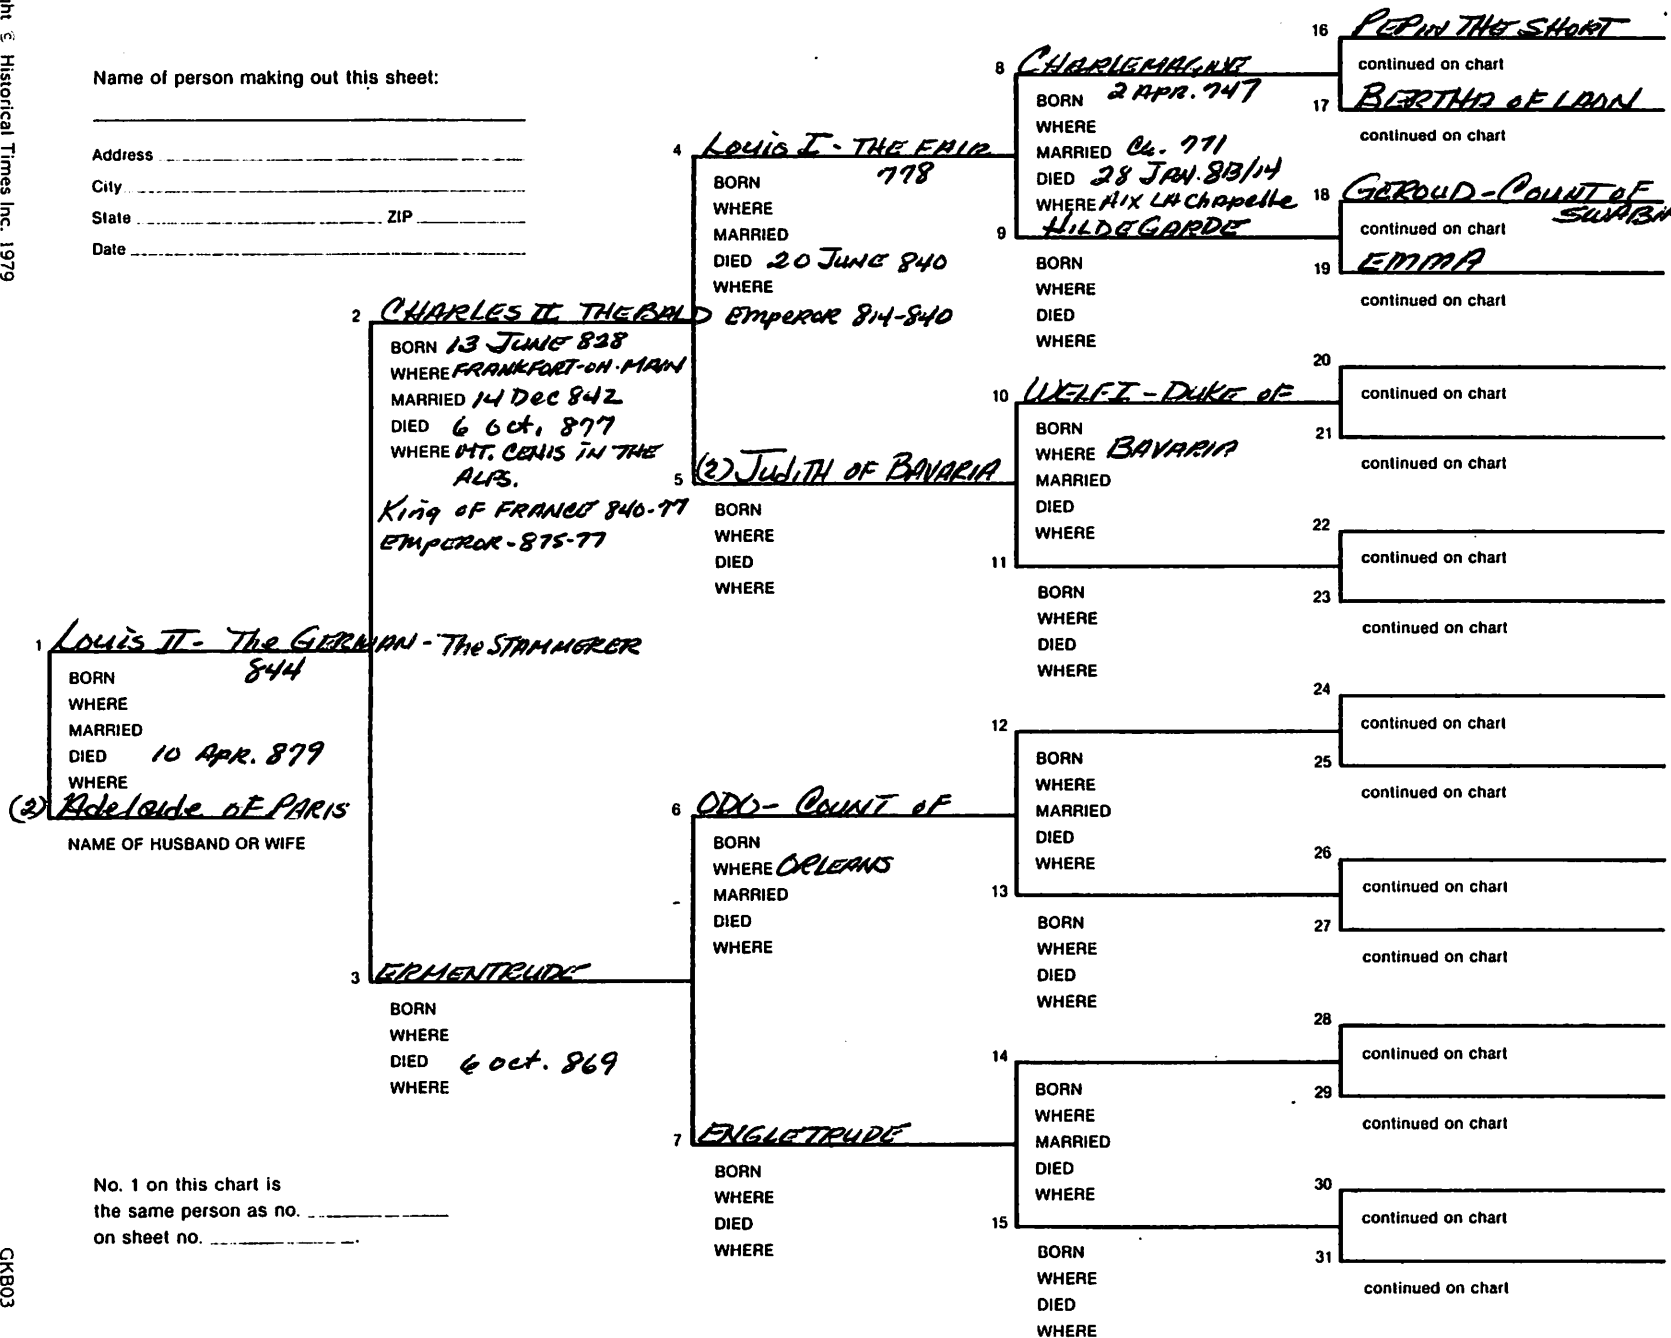 ht © Historical Times Inc. 1979
GKB03
Name of person making out this sheet:
Address
City
State ZIP
Date
1 Louis II - The GERMAN - The STAMMERER
BORN 844
WHERE
MARRIED
DIED 10 APR. 879
WHERE
(2) Adelaide of PARIS
NAME OF HUSBAND OR WIFE
No. 1 on this chart is
the same person as no.
on sheet no.
2 CHARLES II THE BALD
BORN 13 JUNE 828
WHERE FRANKFORT-ON-MAIN
MARRIED 14 Dec 842
DIED 6 Oct, 877
WHERE MT. CENIS IN THE
ALPS.
King OF FRANCE 840-77
EMPEROR-875-77
3 ERMENTRUDE
BORN
WHERE
DIED 6 oct. 869
WHERE
4 Louis I - THE FAIR
BORN 778
WHERE
MARRIED
DIED 20 JUNE 840
WHERE
EMPEROR 814-840
5 (2) JUDITH OF BAVARIA
BORN
WHERE
DIED
WHERE
6 ODO - COUNT OF
BORN
WHERE ORLEANS
MARRIED
DIED
WHERE
7 ENGLETRUDE
BORN
WHERE
DIED
WHERE
8 CHARLEMAGNE
BORN 2 APR. 747
WHERE
MARRIED Ca. 771
DIED 28 JAN. 813/14
WHERE AIX LA Chapelle
9 HILDEGARDE
BORN
WHERE
DIED
WHERE
10 WELF I - DUKE OF
BORN
WHERE BAVARIA
MARRIED
DIED
WHERE
11
BORN
WHERE
DIED
WHERE
12
BORN
WHERE
MARRIED
DIED
WHERE
13
BORN
WHERE
DIED
WHERE
14
BORN
WHERE
MARRIED
DIED
WHERE
15
BORN
WHERE
DIED
WHERE
16 PEPIN THE SHORT
continued on chart
17 BERTHA OF LAON
continued on chart
18 GEROUD - COUNT OF
SWABIA
continued on chart
19 EMMA
continued on chart
20
continued on chart
21
continued on chart
22
continued on chart
23
continued on chart
24
continued on chart
25
continued on chart
26
continued on chart
27
continued on chart
28
continued on chart
29
continued on chart
30
continued on chart
31
continued on chart